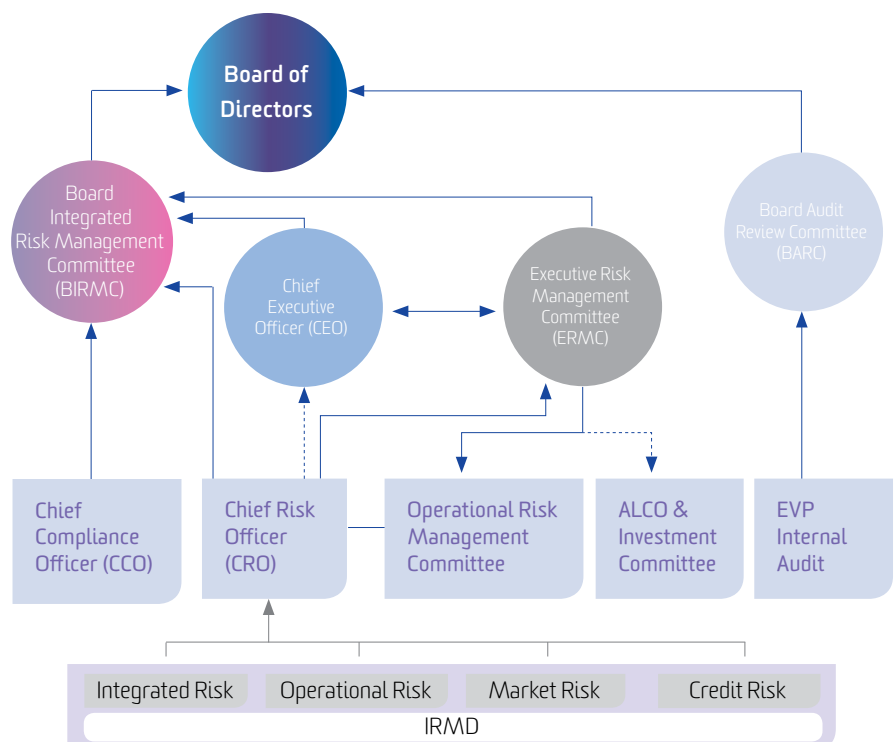 Board of
Directors
Board
Integrated
Risk Management
Committee
(BIRMC)
Chief
Executive
Officer (CEO)
Executive Risk
Management
Committee
(ERMC)
Board Audit
Review Committee
(BARC)
Chief
Compliance
Officer (CCO)
Chief Risk
Officer
(CRO)
Operational Risk
Management
Committee
ALCO &
Investment
Committee
EVP
Internal
Audit
Integrated Risk
Operational Risk
Market Risk
Credit Risk
IRMD